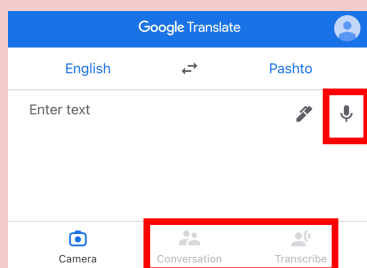 Google Translate
English Pashto
Enter text
Camera Conversation Transcribe